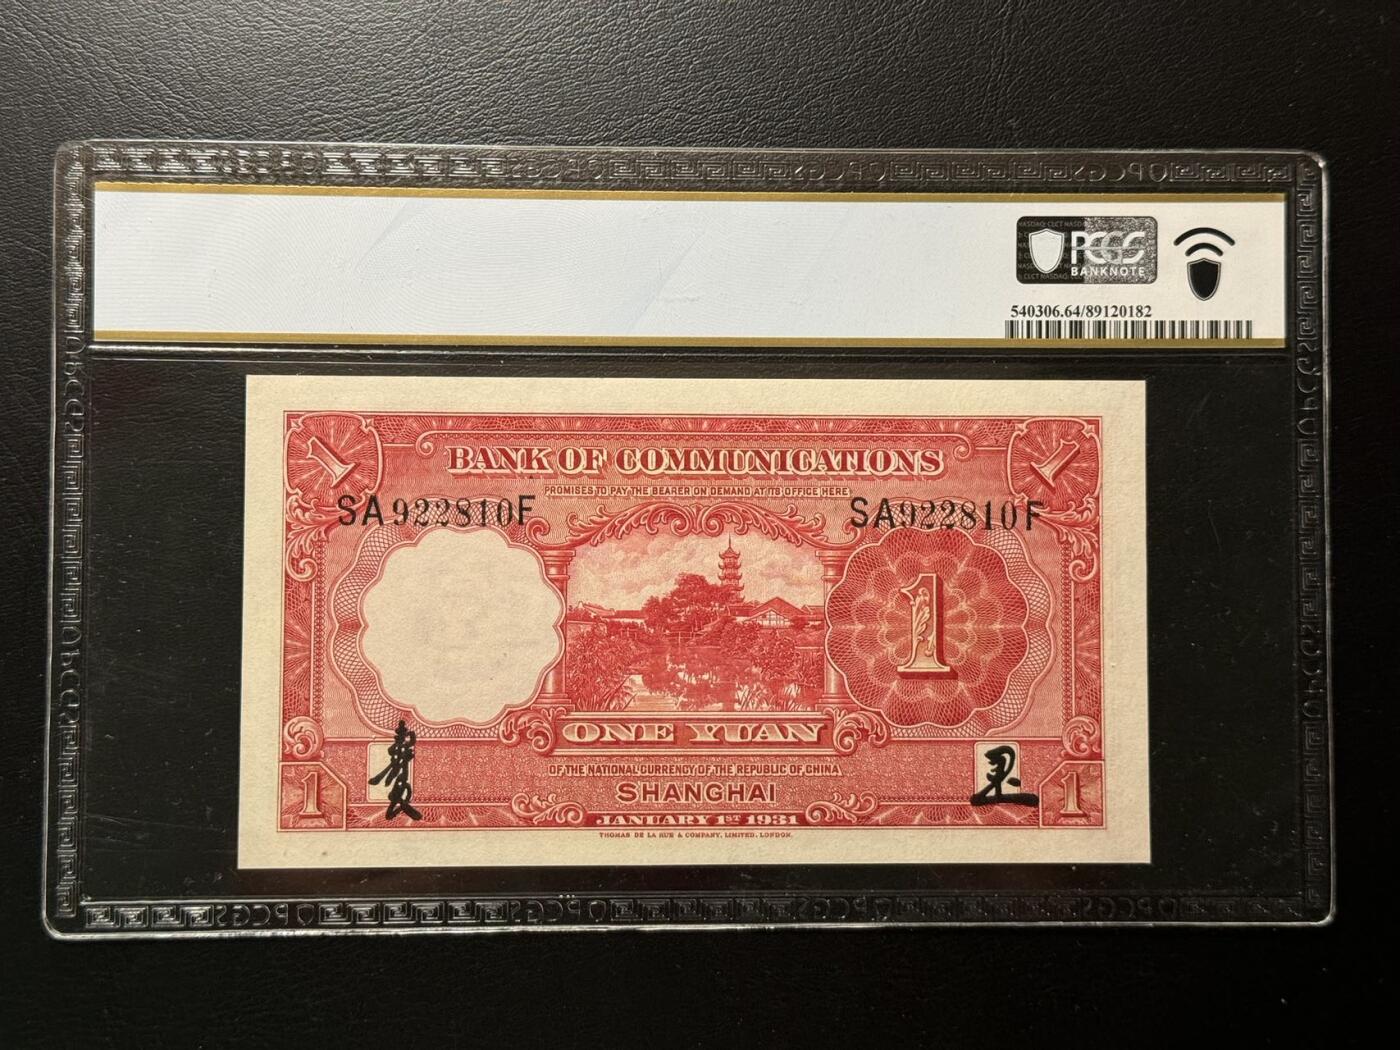 PCGS
BANKNOTE
540306.64/89120182
1
1
BANK OF COMMUNICATIONS
PROMISES TO PAY THE BEARER ON DEMAND AT ITS OFFICE HERE
SA922810F
SA922810F
1
ONE YUAN
OF THE NATIONAL CURRENCY OF THE REPUBLIC OF CHINA
1
SHANGHAI
1
JANUARY 1ST 1931
THOMAS DE LA RUE & COMPANY, LIMITED, LONDON.